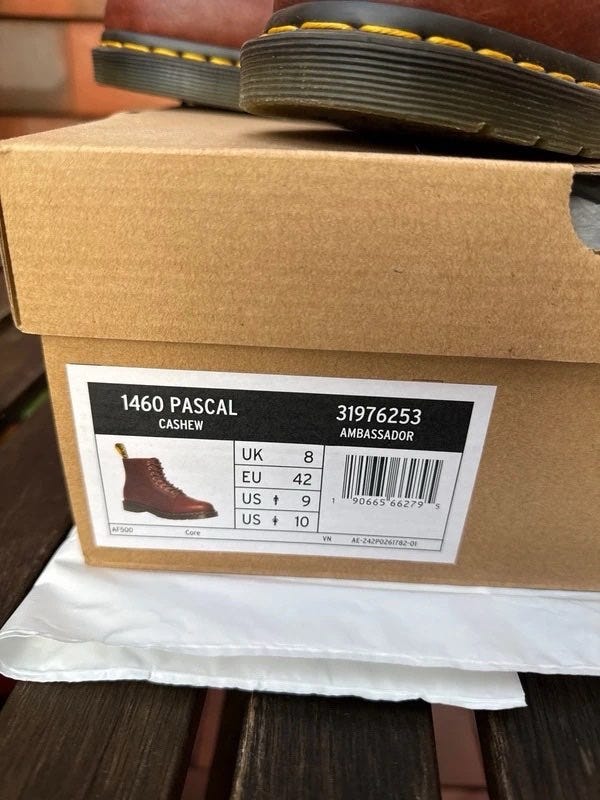 1460 PASCAL
CASHEW
31976253
AMBASSADOR
UK 8
EU 42
US 9
US 10
1 90665 66279 5
AF500 Core
VN AE-242P0261782-01